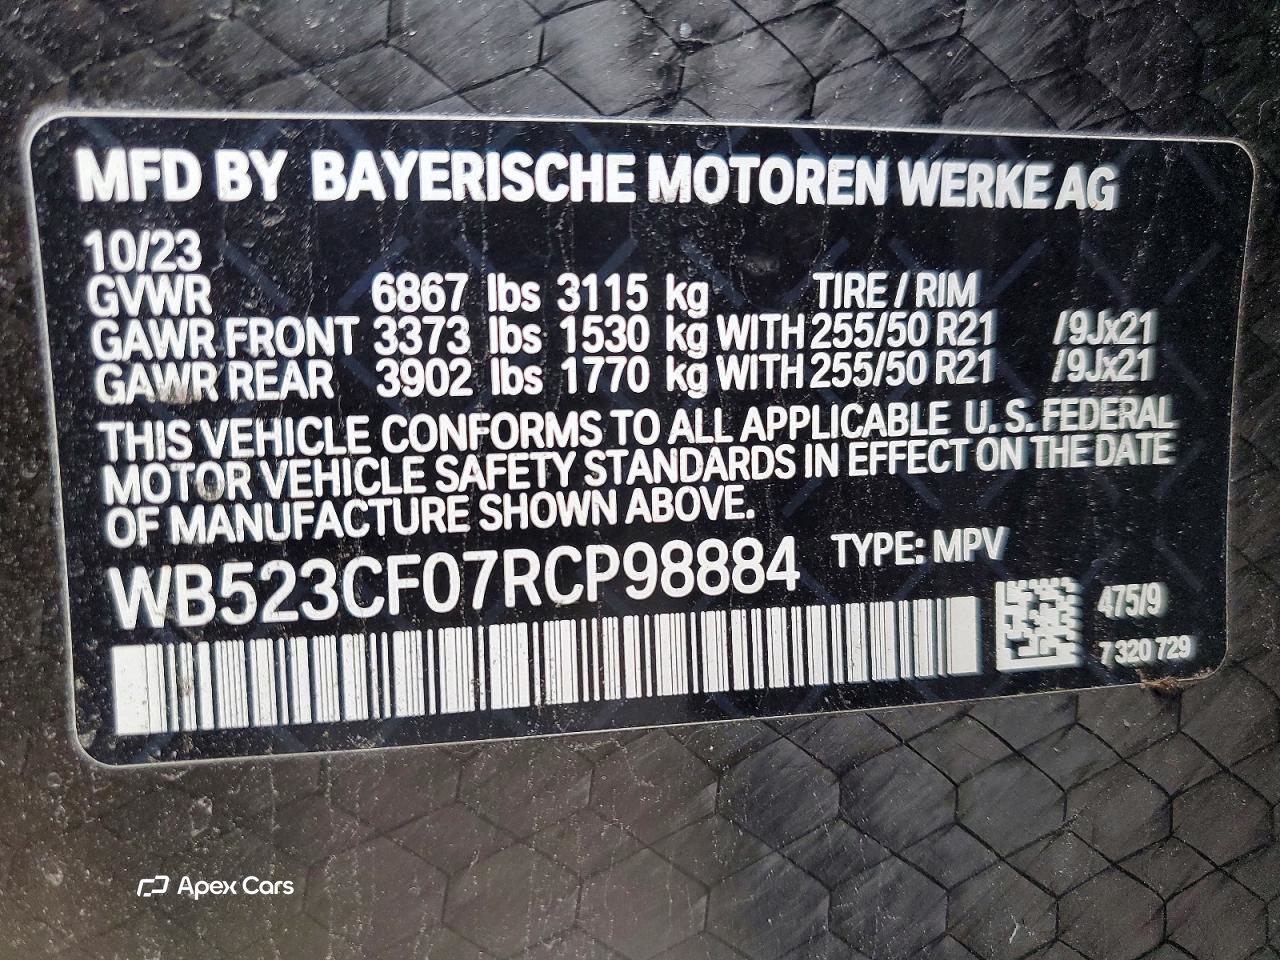 MFD BY BAYERISCHE MOTOREN WERKE AG
10/23
GVWR 6867 lbs 3115 kg TIRE / RIM
GAWR FRONT 3373 lbs 1530 kg WITH 255/50 R21 /9Jx21
GAWR REAR 3902 lbs 1770 kg WITH 255/50 R21 /9Jx21
THIS VEHICLE CONFORMS TO ALL APPLICABLE U. S. FEDERAL
MOTOR VEHICLE SAFETY STANDARDS IN EFFECT ON THE DATE
OF MANUFACTURE SHOWN ABOVE.
WB523CF07RCP98884 TYPE: MPV
475/9
7 320 729
Apex Cars